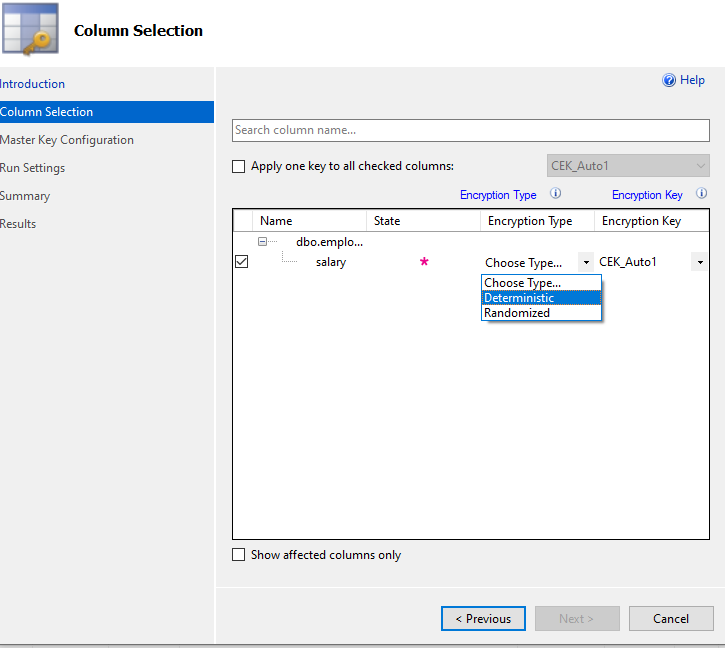 Column Selection
Help
Introduction
Column Selection
Master Key Configuration
Run Settings
Summary
Results
Search column name...
Apply one key to all checked columns:
CEK_Auto1
Encryption Type
Encryption Key
Name State Encryption Type Encryption Key
dbo.emplo...
salary * Choose Type... CEK_Auto1
Choose Type...
Deterministic
Randomized
Show affected columns only
< Previous Next > Cancel